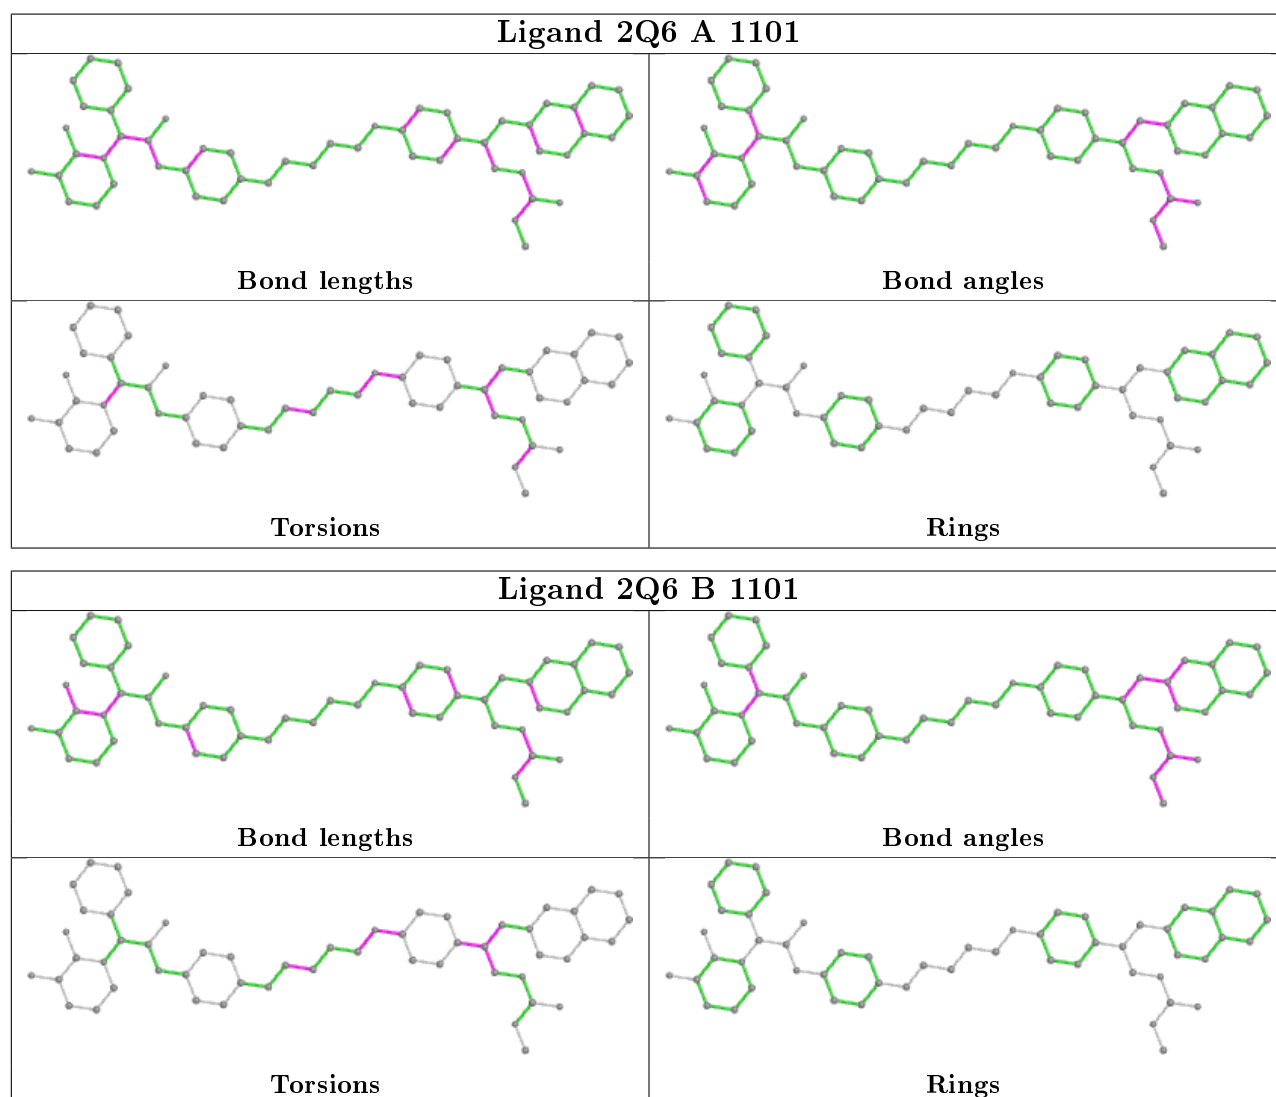 Ligand 2Q6 A 1101
Bond lengths
Bond angles
Torsions
Rings
Ligand 2Q6 B 1101
Bond lengths
Bond angles
Torsions
Rings